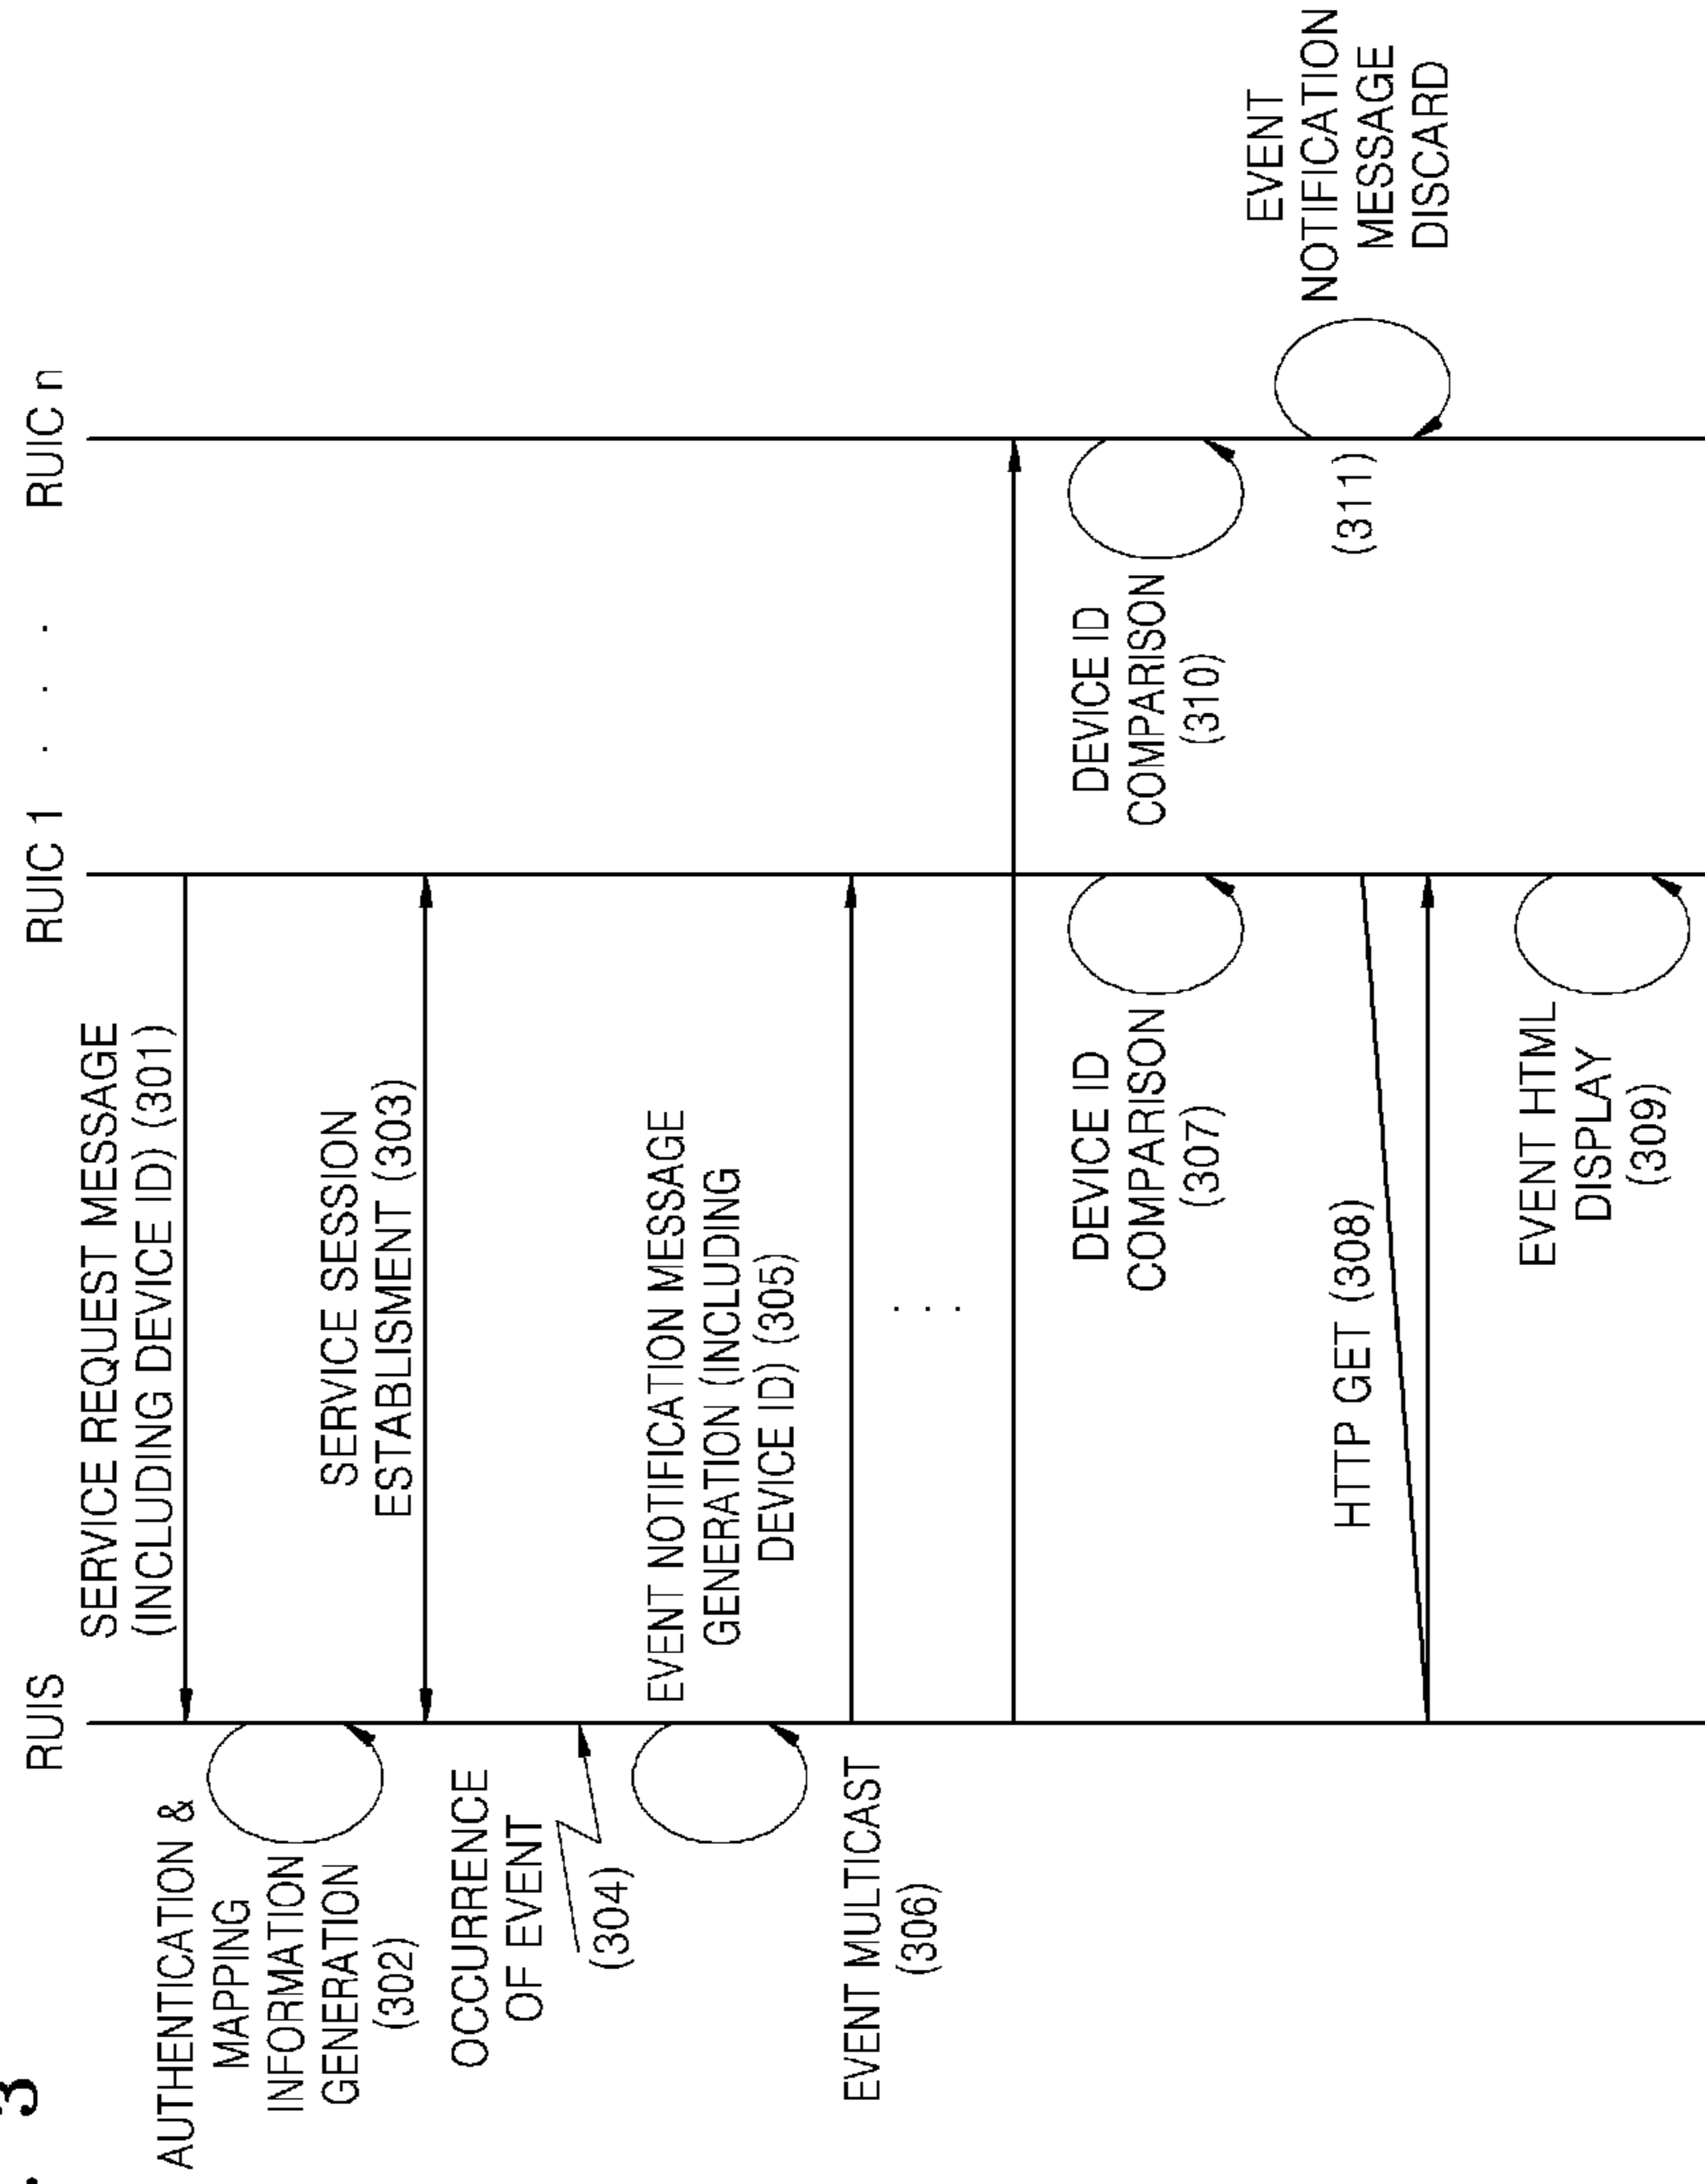 . 3
RUIS
RUIC 1
. . .
RUIC n
SERVICE REQUEST MESSAGE
(INCLUDING DEVICE ID) (301)
AUTHENTICATION &
MAPPING
INFORMATION
GENERATION
(302)
SERVICE SESSION
ESTABLISMENT (303)
OCCURRENCE
OF EVENT
(304)
EVENT NOTIFICATION MESSAGE
GENERATION (INCLUDING
DEVICE ID) (305)
EVENT MULTICAST
(306)
. . .
DEVICE ID
COMPARISON
(307)
DEVICE ID
COMPARISON
(310)
HTTP GET (308)
(311)
EVENT
NOTIFICATION
MESSAGE
DISCARD
EVENT HTML
DISPLAY
(309)